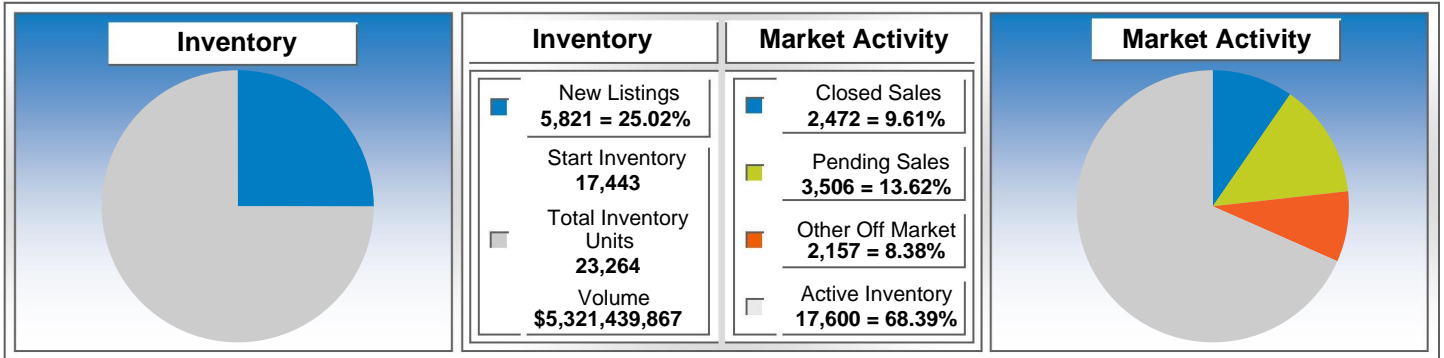 Inventory
Inventory
Market Activity
New Listings
5,821 = 25.02%
Start Inventory
17,443
Total Inventory
Units
23,264
Volume
$5,321,439,867
Closed Sales
2,472 = 9.61%
Pending Sales
3,506 = 13.62%
Other Off Market
2,157 = 8.38%
Active Inventory
17,600 = 68.39%
Market Activity